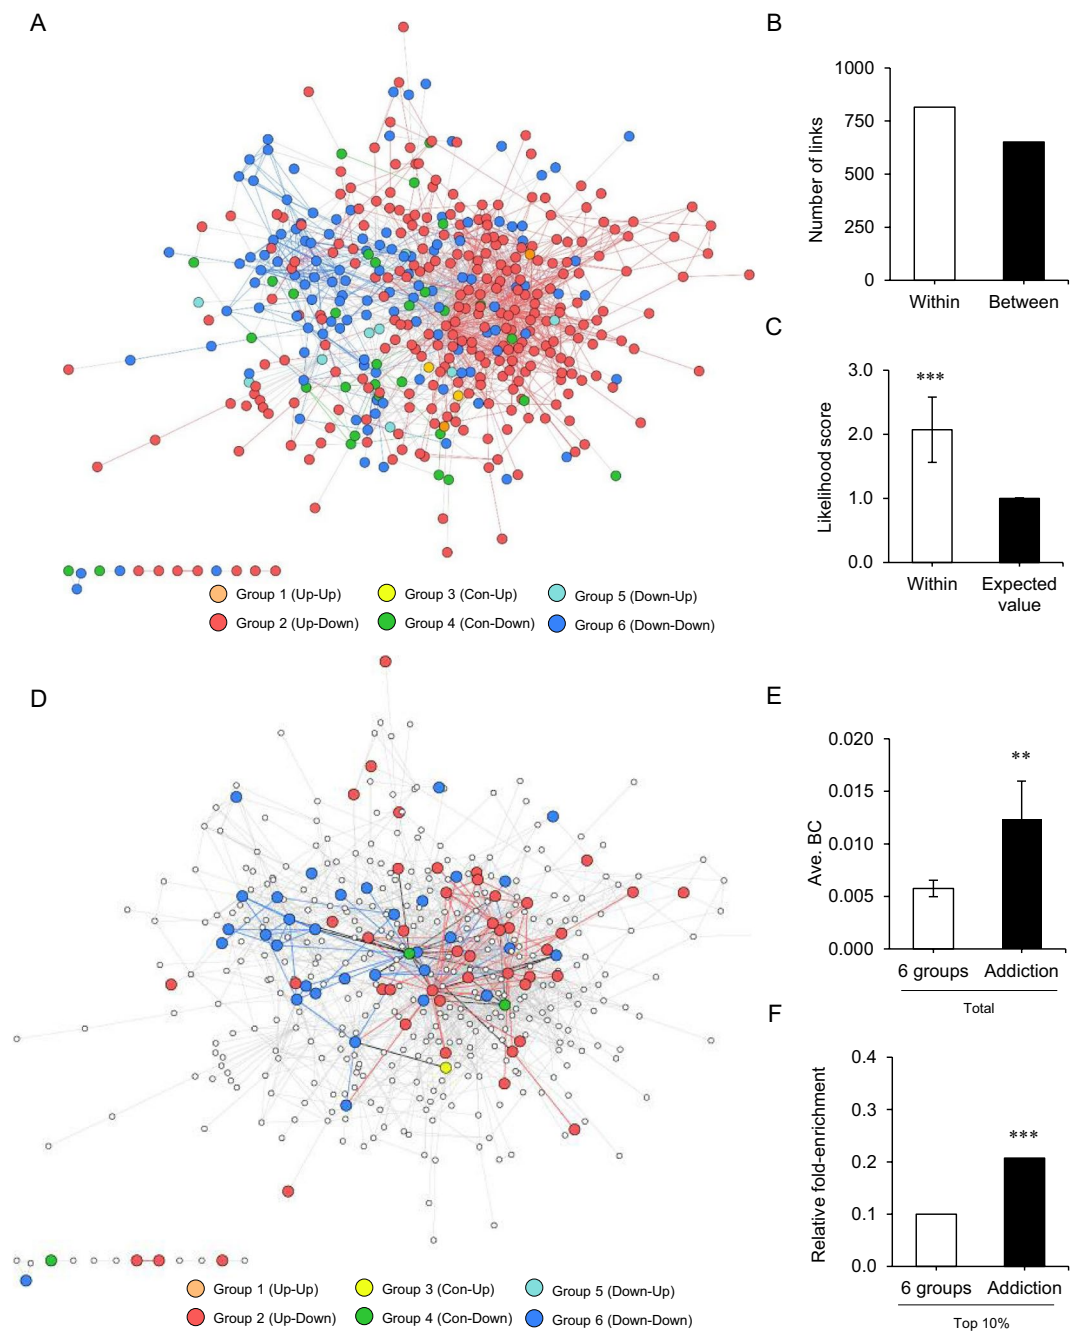 A
B
1000
750
500
250
0
Number of links
Within
Between
C
3.0
2.0
1.0
0.0
Likelihood score
***
Within
Expected
value
Group 1 (Up-Up)
Group 3 (Con-Up)
Group 5 (Down-Up)
Group 2 (Up-Down)
Group 4 (Con-Down)
Group 6 (Down-Down)
D
E
0.020
0.015
0.010
0.005
0.000
Ave. BC
**
6 groups
Addiction
Total
F
0.4
0.3
0.2
0.1
0.0
Relative fold-enrichment
***
6 groups
Addiction
Top 10%
Group 1 (Up-Up)
Group 3 (Con-Up)
Group 5 (Down-Up)
Group 2 (Up-Down)
Group 4 (Con-Down)
Group 6 (Down-Down)